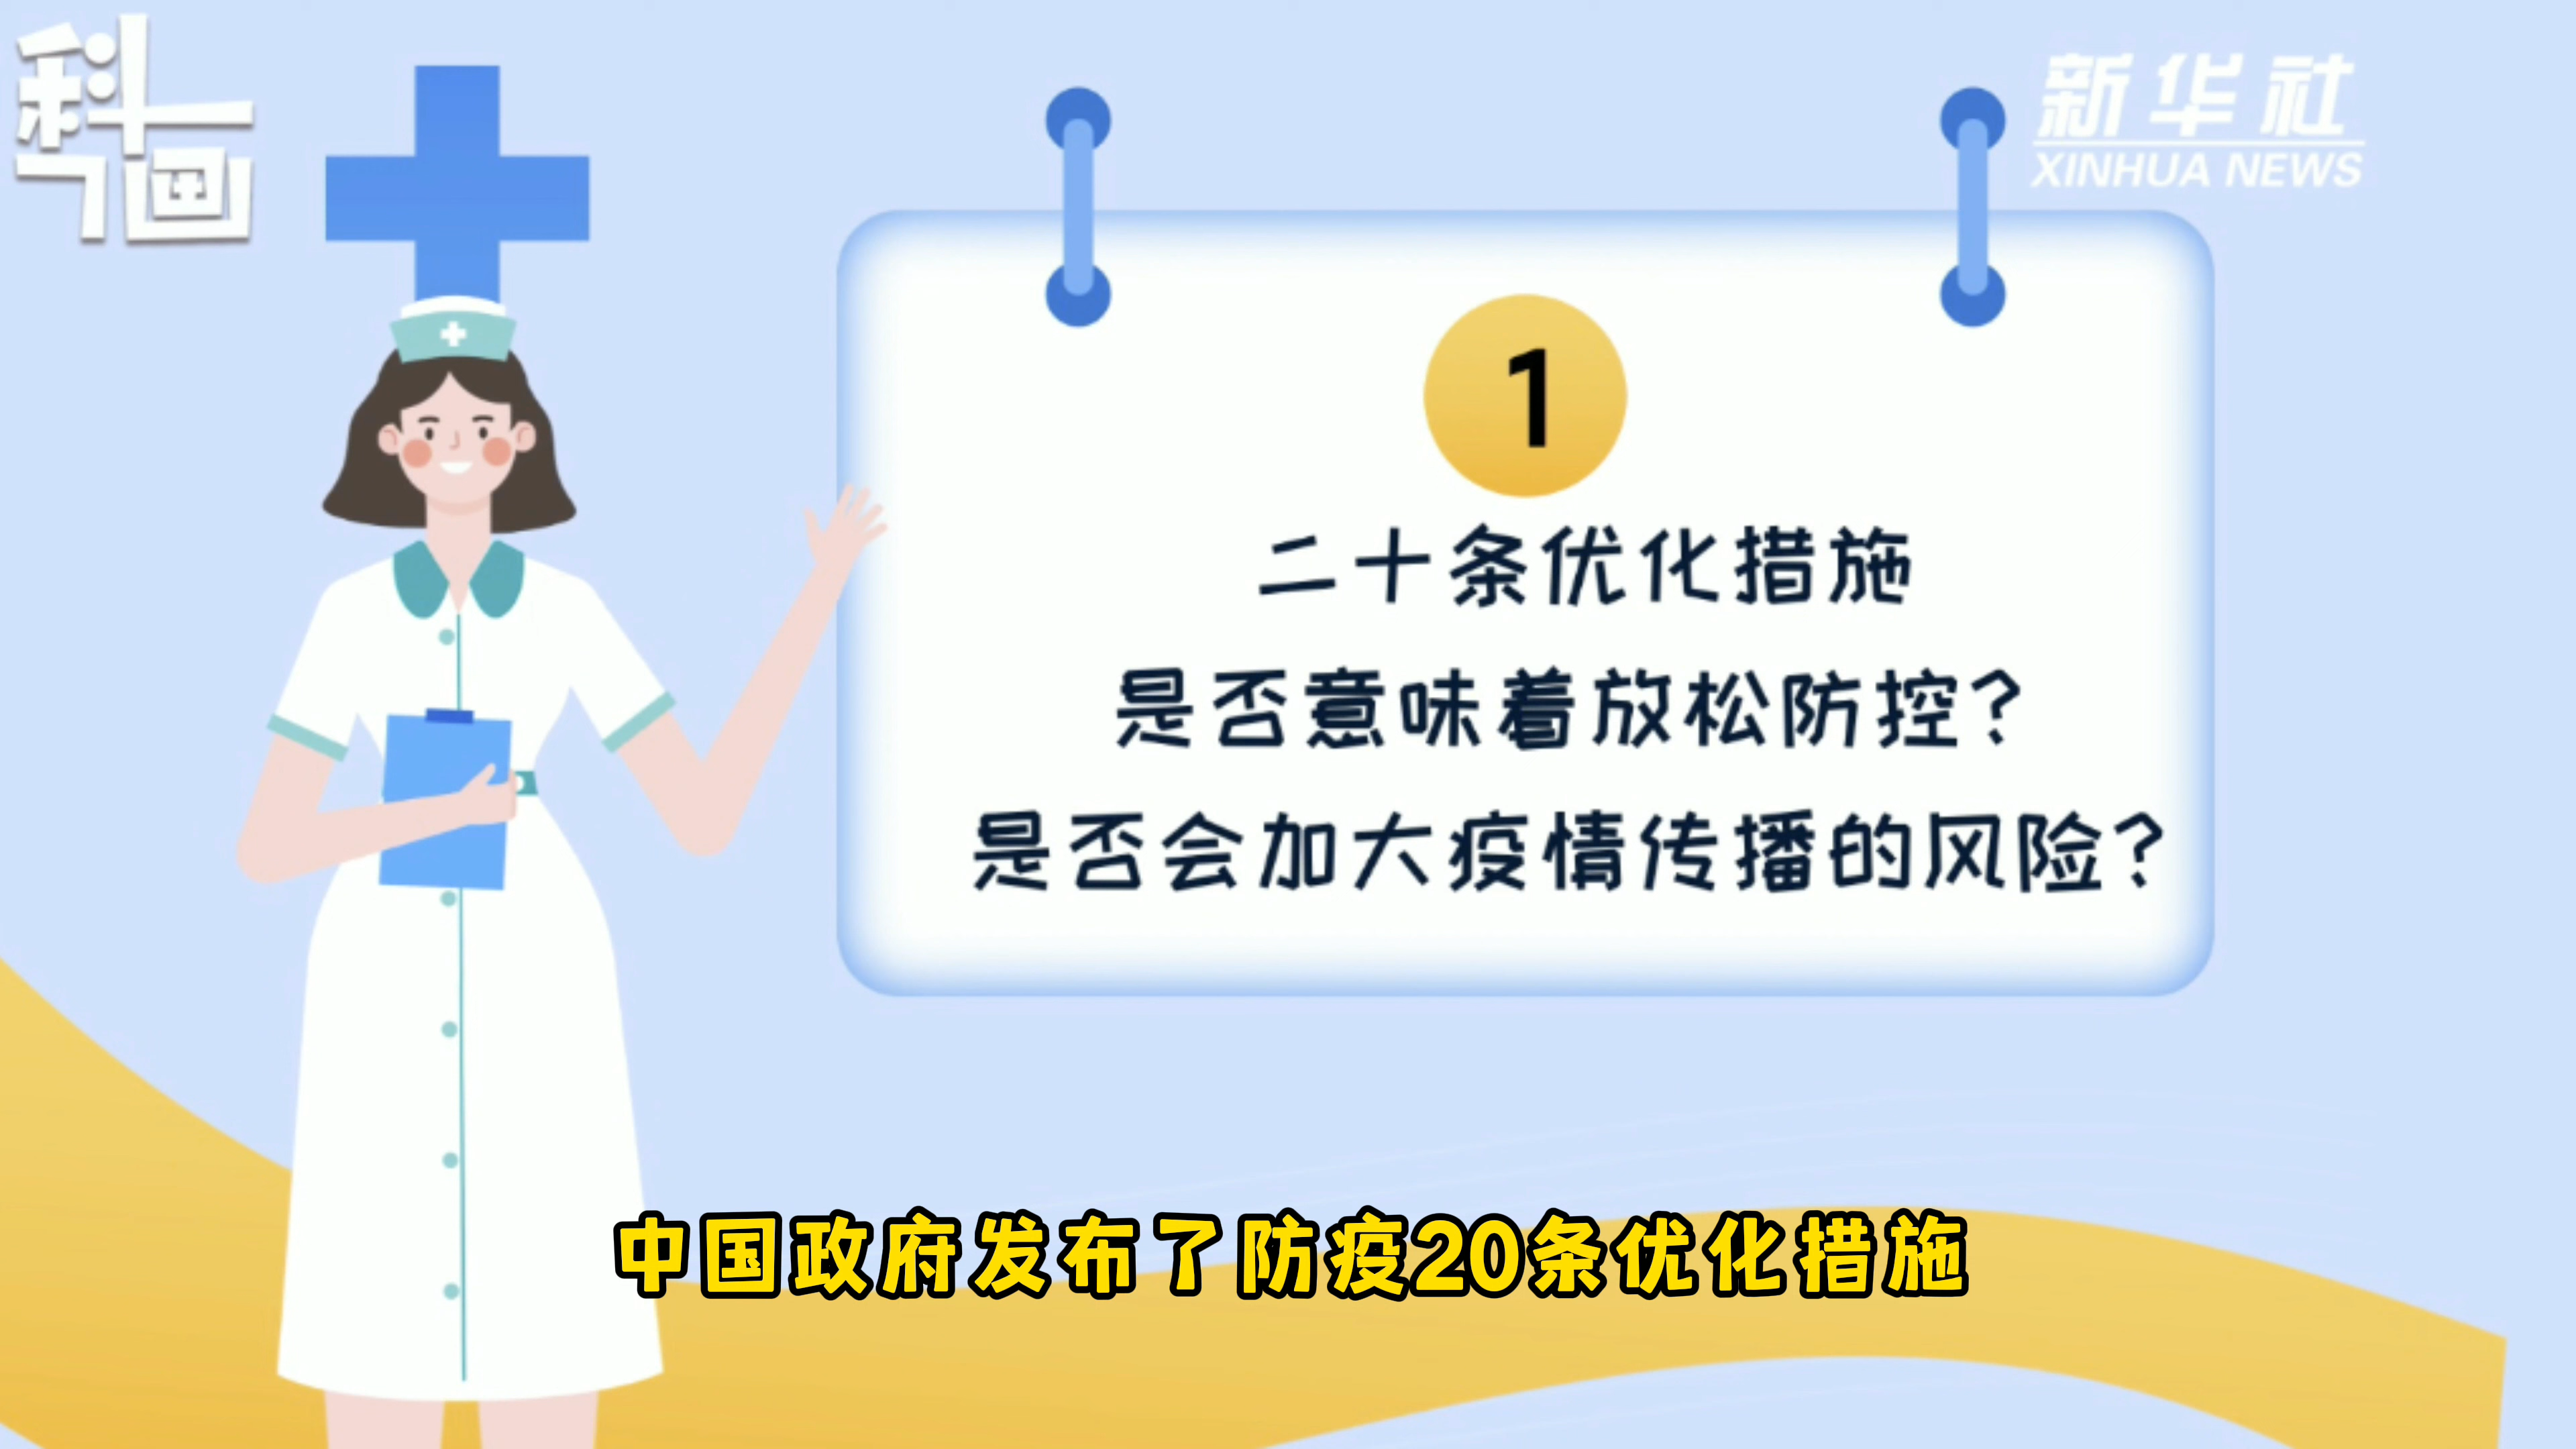 科画
新华社
XINHUA NEWS
1
二十条优化措施
是否意味着放松防控？
是否会加大疫情传播的风险？
中国政府发布了防疫20条优化措施